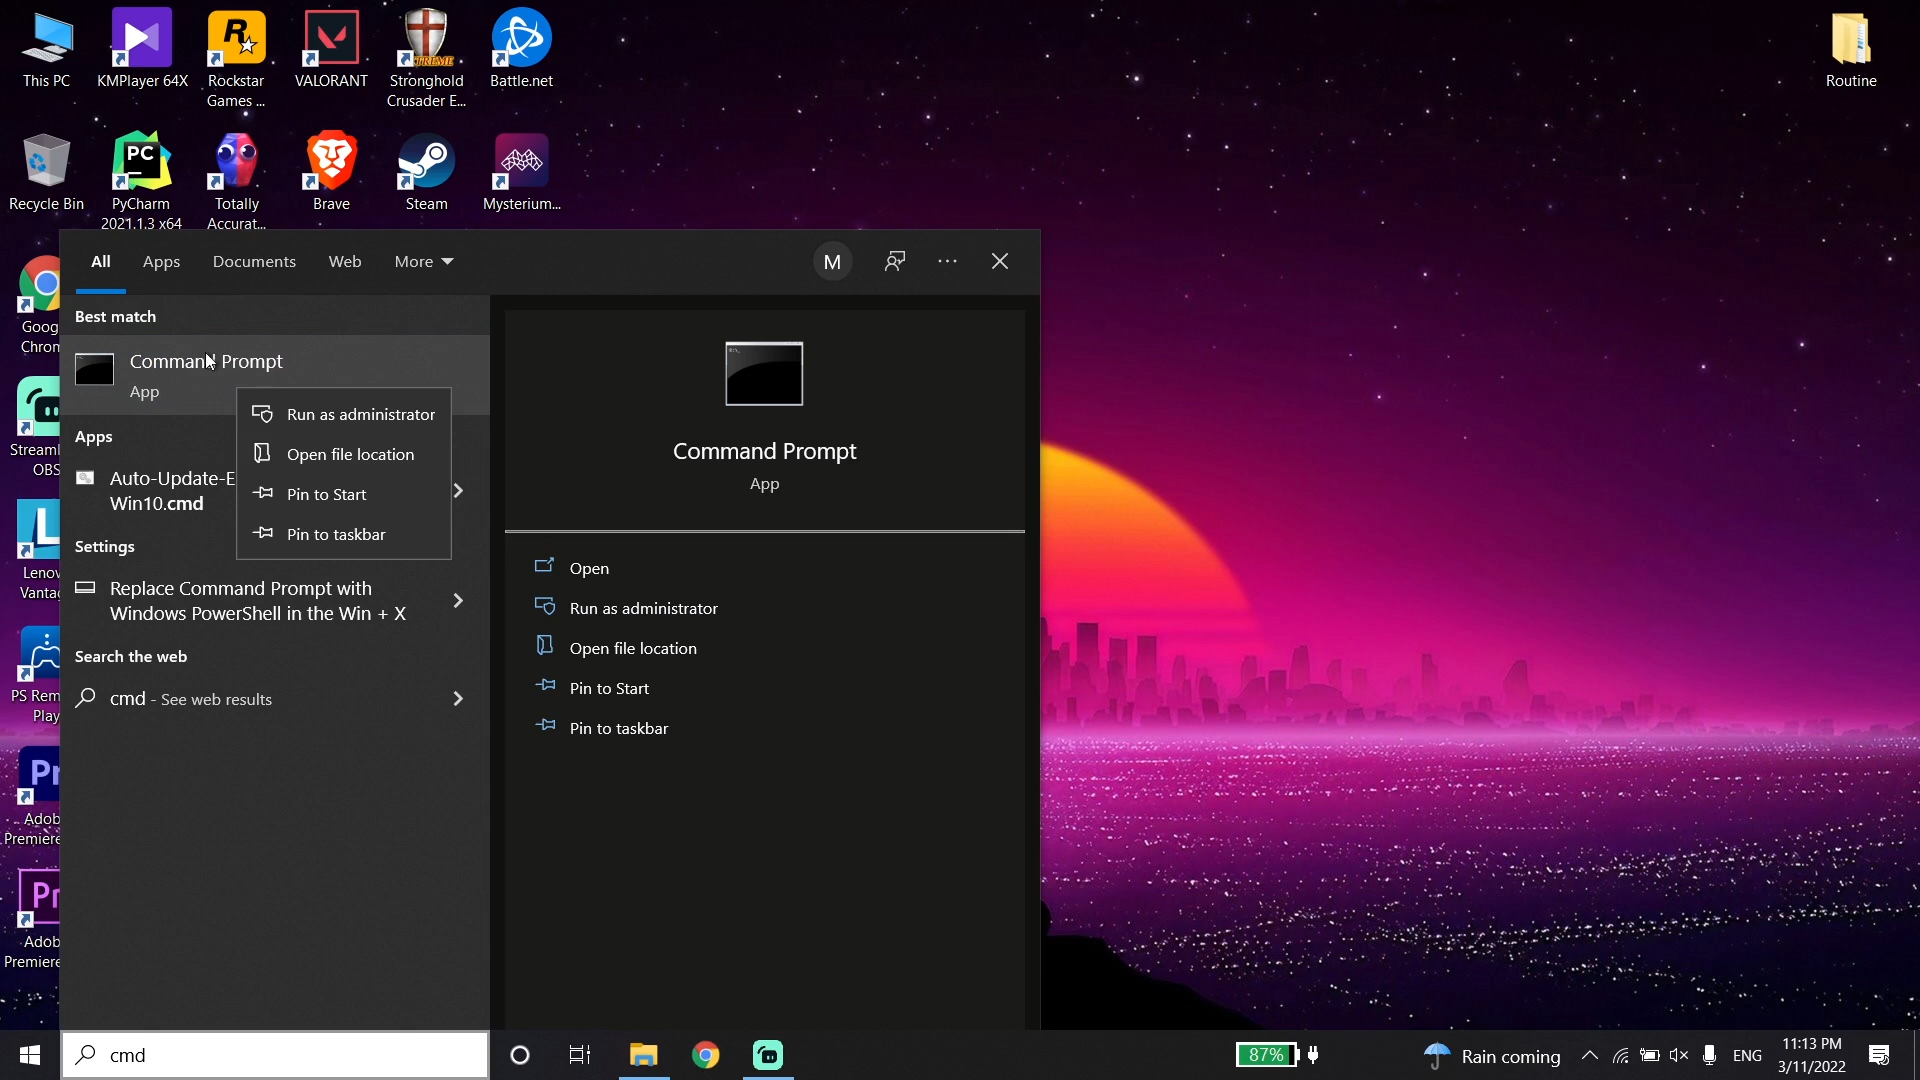 This PC
KMPlayer 64X
Rockstar
Games ...
VALORANT
Stronghold
Crusader E...
Battle.net
Routine
Recycle Bin
PyCharm
2021.1.3 x64
Totally
Accurat...
Brave
Steam
Mysterium...
Goog
Chrom
Streaml
OBS
Lenov
Vantag
PS Rem
Play
Adob
Premiere
Adob
Premiere
All
Apps
Documents
Web
More
M
Best match
Command Prompt
App
Run as administrator
Open file location
Pin to Start
Pin to taskbar
Apps
Auto-Update-E
Win10.cmd
Settings
Replace Command Prompt with
Windows PowerShell in the Win + X
Search the web
cmd - See web results
Command Prompt
App
Open
Run as administrator
Open file location
Pin to Start
Pin to taskbar
cmd
87%
Rain coming
ENG
11:13 PM
3/11/2022